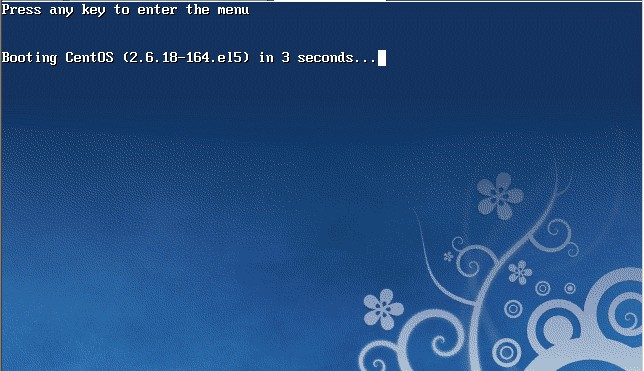 Press any key to enter the menu
Booting CentOS (2.6.18-164.el5) in 3 seconds...